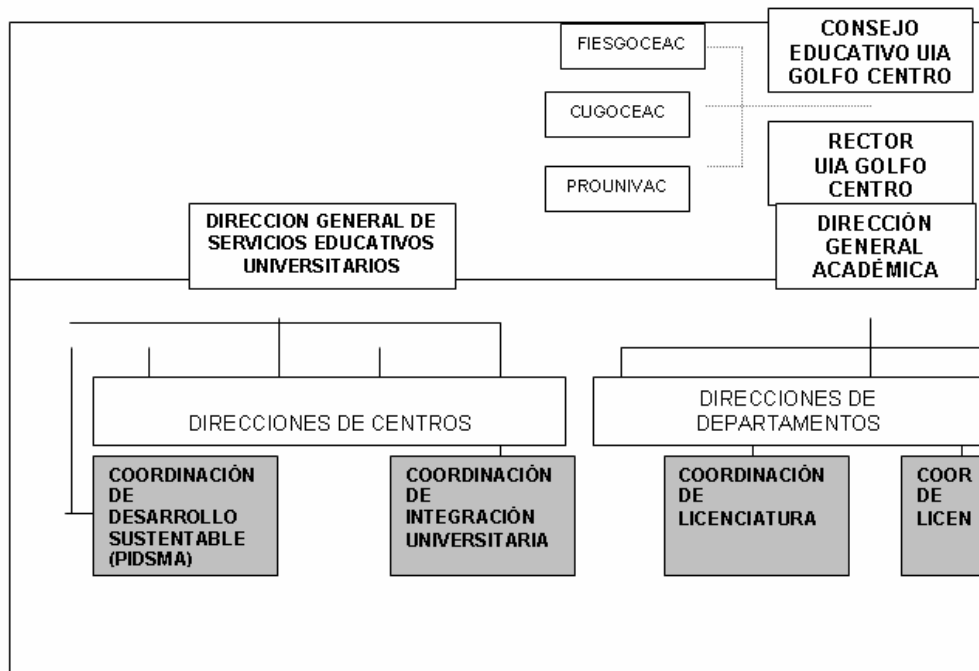 FIESGOCEAC
CONSEJO
EDUCATIVO UIA
GOLFO CENTRO
CUGOCEAC
PROUNIVAC
RECTOR
UIA GOLFO
CENTRO
DIRECCION GENERAL DE
SERVICIOS EDUCATIVOS
UNIVERSITARIOS
DIRECCIÓN
GENERAL
ACADÉMICA
DIRECCIONES DE CENTROS
DIRECCIONES DE
DEPARTAMENTOS
COORDINACIÓN
DE
DESARROLLO
SUSTENTABLE
(PIDSMA)
COORDINACIÓN
DE
INTEGRACIÓN
UNIVERSITARIA
COORDINACIÓN
DE
LICENCIATURA
COOR
DE
LICEN